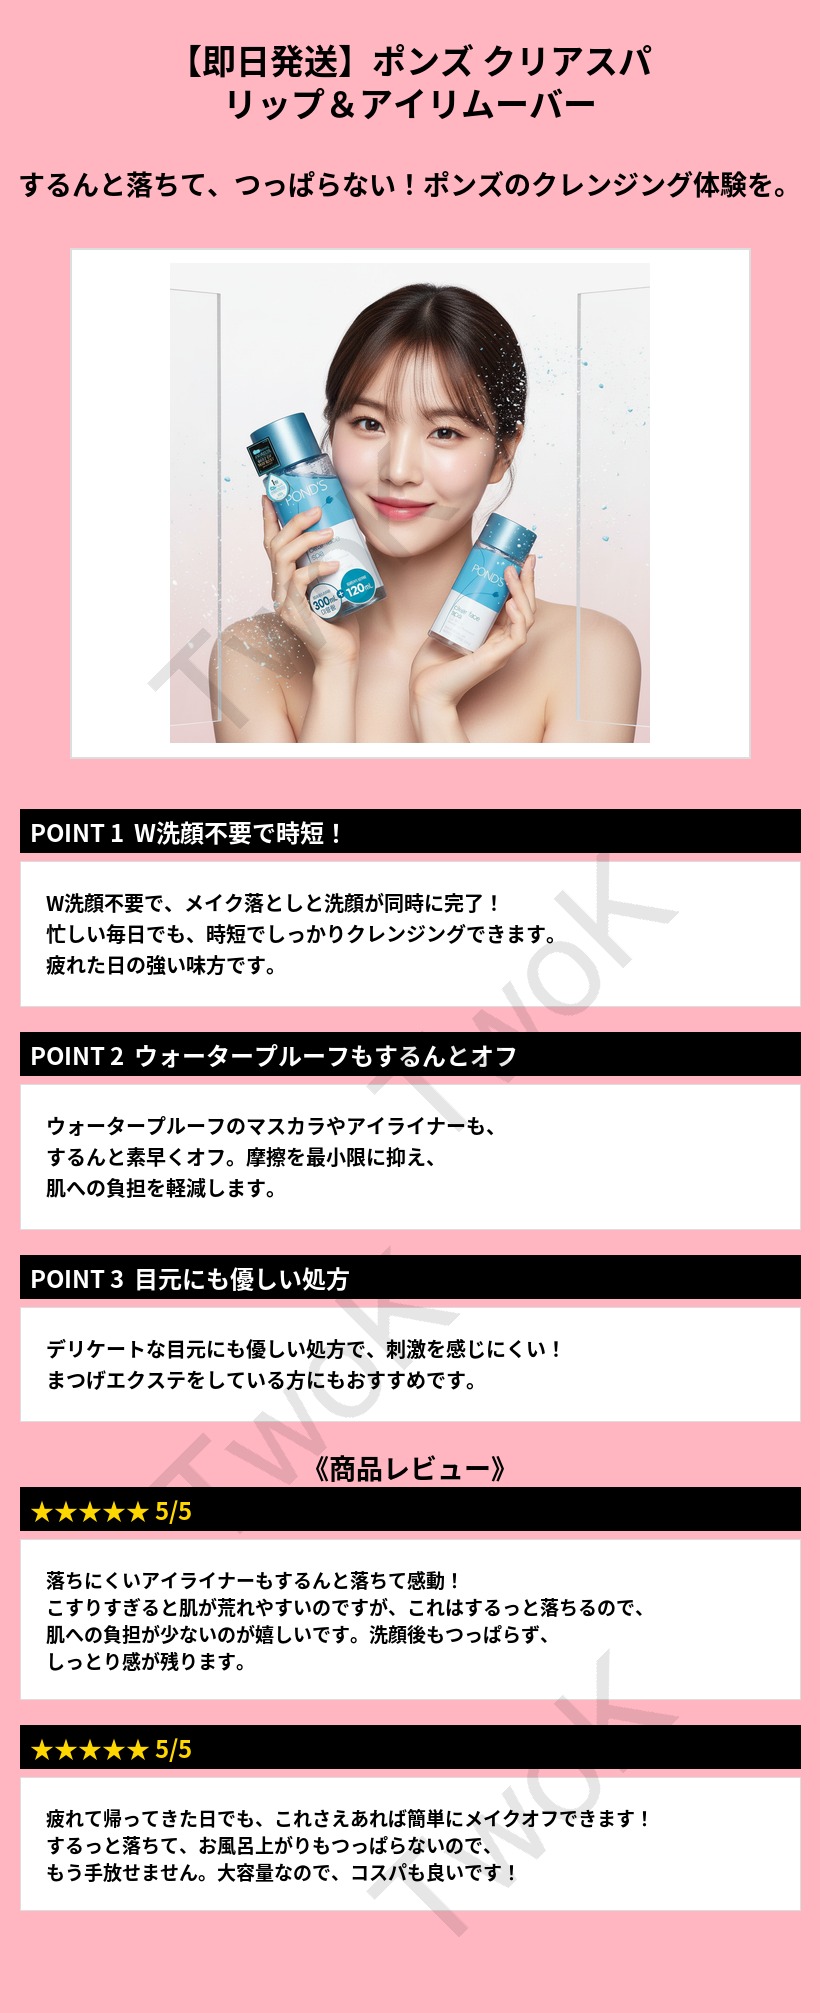 【即日発送】ポンズ クリアスパ
リップ＆アイリムーバー
するんと落ちて、つっぱらない！ポンズのクレンジング体験を。
POND'S
clear face
spa
300mL
+
120mL
대용량
POND'S
clear face
spa
TwoK
POINT 1 W洗顔不要で時短！
W洗顔不要で、メイク落としと洗顔が同時に完了！
忙しい毎日でも、時短でしっかりクレンジングできます。
疲れた日の強い味方です。
TwoK
POINT 2 ウォータープルーフもするんとオフ
ウォータープルーフのマスカラやアイライナーも、
するんと素早くオフ。摩擦を最小限に抑え、
肌への負担を軽減します。
POINT 3 目元にも優しい処方
デリケートな目元にも優しい処方で、刺激を感じにくい！
まつげエクステをしている方にもおすすめです。
TwoK
《商品レビュー》
★★★★★ 5/5
落ちにくいアイライナーもするんと落ちて感動！
こすりすぎると肌が荒れやすいのですが、これはするっと落ちるので、
肌への負担が少ないのが嬉しいです。洗顔後もつっぱらず、
しっとり感が残ります。
★★★★★ 5/5
疲れて帰ってきた日でも、これさえあれば簡単にメイクオフできます！
するっと落ちて、お風呂上がりもつっぱらないので、
もう手放せません。大容量なので、コスパも良いです！
TwoK